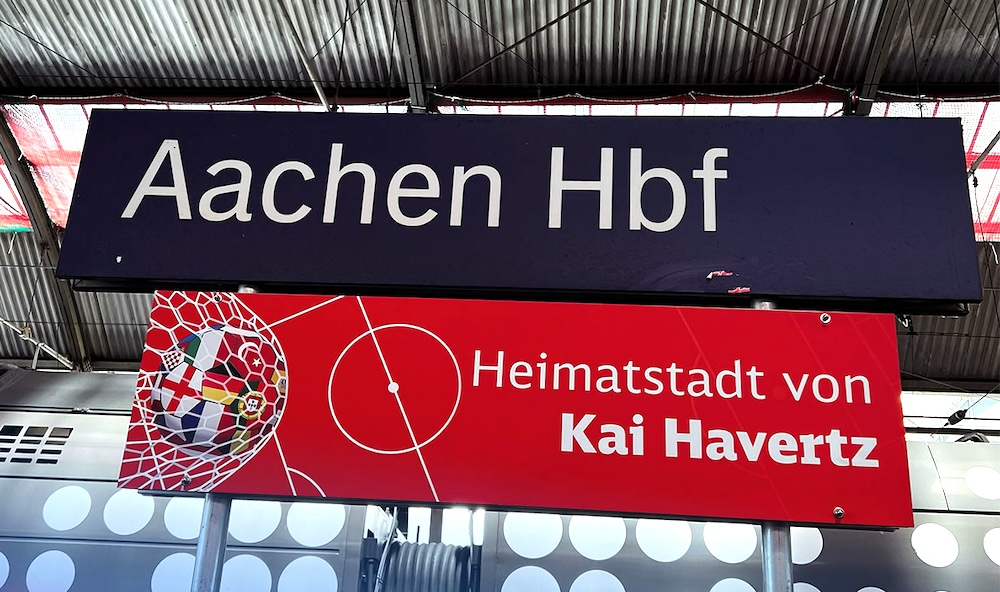 Aachen Hbf
Heimatstadt von
Kai Havertz